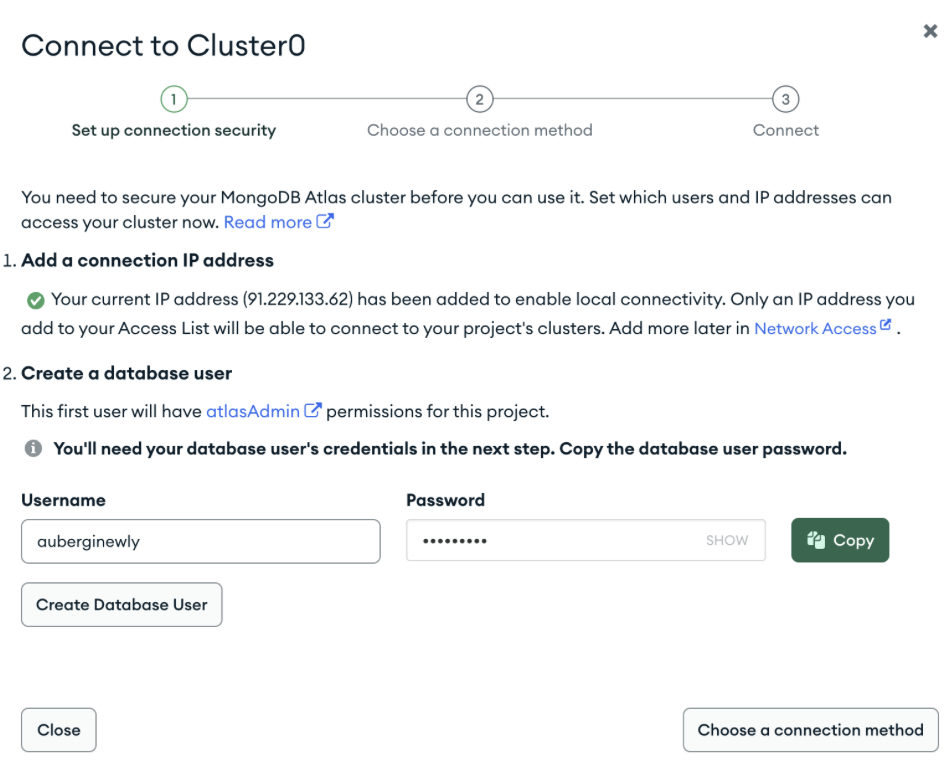 Connect to Cluster0
1
2
3
Set up connection security
Choose a connection method
Connect
You need to secure your MongoDB Atlas cluster before you can use it. Set which users and IP addresses can
access your cluster now. Read more
1. Add a connection IP address
Your current IP address (91.229.133.62) has been added to enable local connectivity. Only an IP address you
add to your Access List will be able to connect to your project's clusters. Add more later in Network Access .
2. Create a database user
This first user will have atlasAdmin permissions for this project.
You'll need your database user's credentials in the next step. Copy the database user password.
Username
Password
auberginewly
••••••••• SHOW
Copy
Create Database User
Close
Choose a connection method